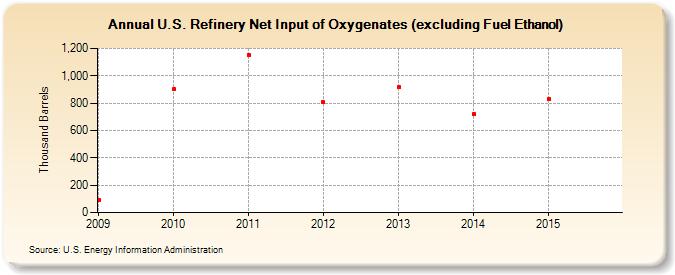 Annual U.S. Refinery Net Input of Oxygenates (excluding Fuel Ethanol)
Thousand Barrels
1,200
1,000
800
600
400
200
0
2009 2010 2011 2012 2013 2014 2015
Source: U.S. Energy Information Administration